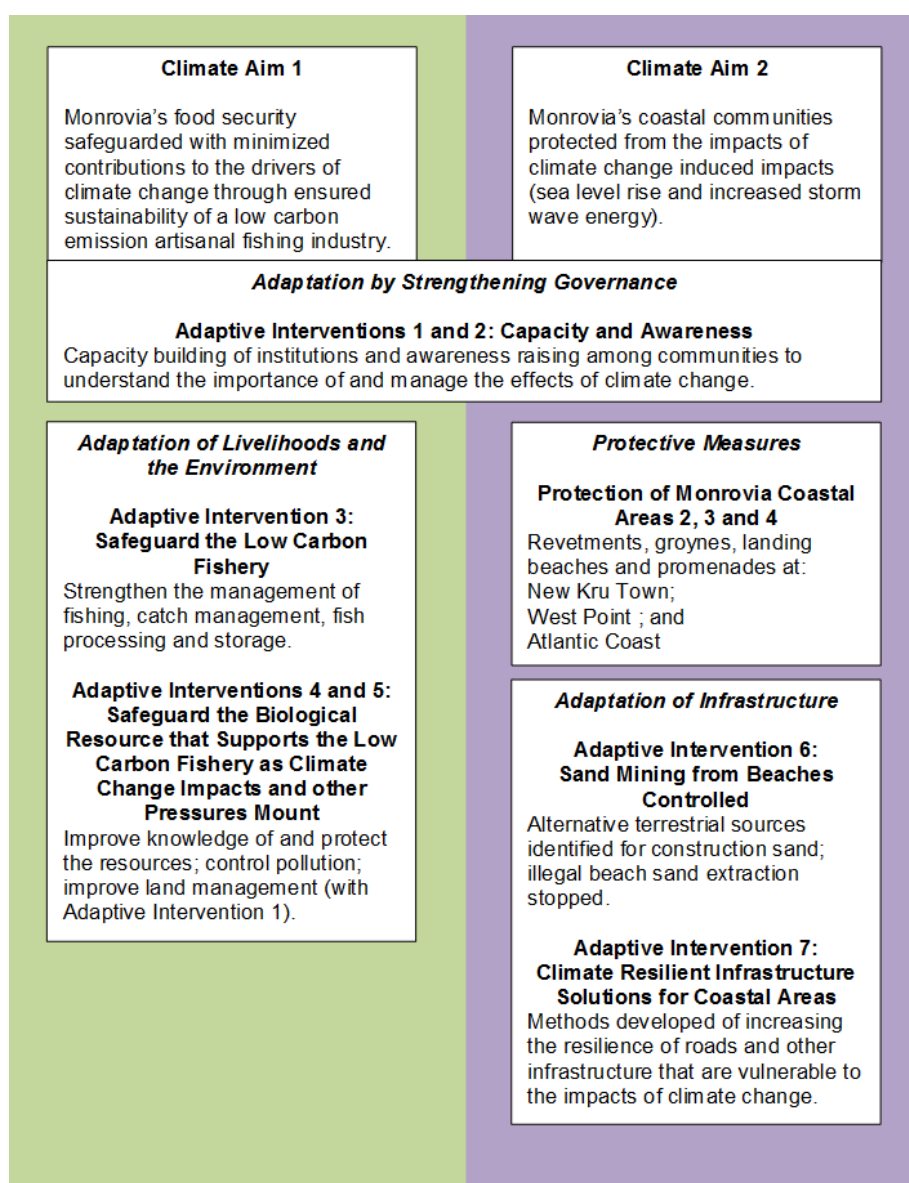 Climate Aim 1
Monrovia's food security
safeguarded with minimized
contributions to the drivers of
climate change through ensured
sustainability of a low carbon
emission artisanal fishing industry.
Climate Aim 2
Monrovia's coastal communities
protected from the impacts of
climate change induced impacts
(sea level rise and increased storm
wave energy).
Adaptation by Strengthening Governance
Adaptive Interventions 1 and 2: Capacity and Awareness
Capacity building of institutions and awareness raising among communities to
understand the importance of and manage the effects of climate change.
Adaptation of Livelihoods and
the Environment
Adaptive Intervention 3:
Safeguard the Low Carbon
Fishery
Strengthen the management of
fishing, catch management, fish
processing and storage.
Adaptive Interventions 4 and 5:
Safeguard the Biological
Resource that Supports the Low
Carbon Fishery as Climate
Change Impacts and other
Pressures Mount
Improve knowledge of and protect
the resources; control pollution;
improve land management (with
Adaptive Intervention 1).
Protective Measures
Protection of Monrovia Coastal
Areas 2, 3 and 4
Revetments, groynes, landing
beaches and promenades at:
New Kru Town;
West Point ; and
Atlantic Coast
Adaptation of Infrastructure
Adaptive Intervention 6:
Sand Mining from Beaches
Controlled
Alternative terrestrial sources
identified for construction sand;
illegal beach sand extraction
stopped.
Adaptive Intervention 7:
Climate Resilient Infrastructure
Solutions for Coastal Areas
Methods developed of increasing
the resilience of roads and other
infrastructure that are vulnerable to
the impacts of climate change.